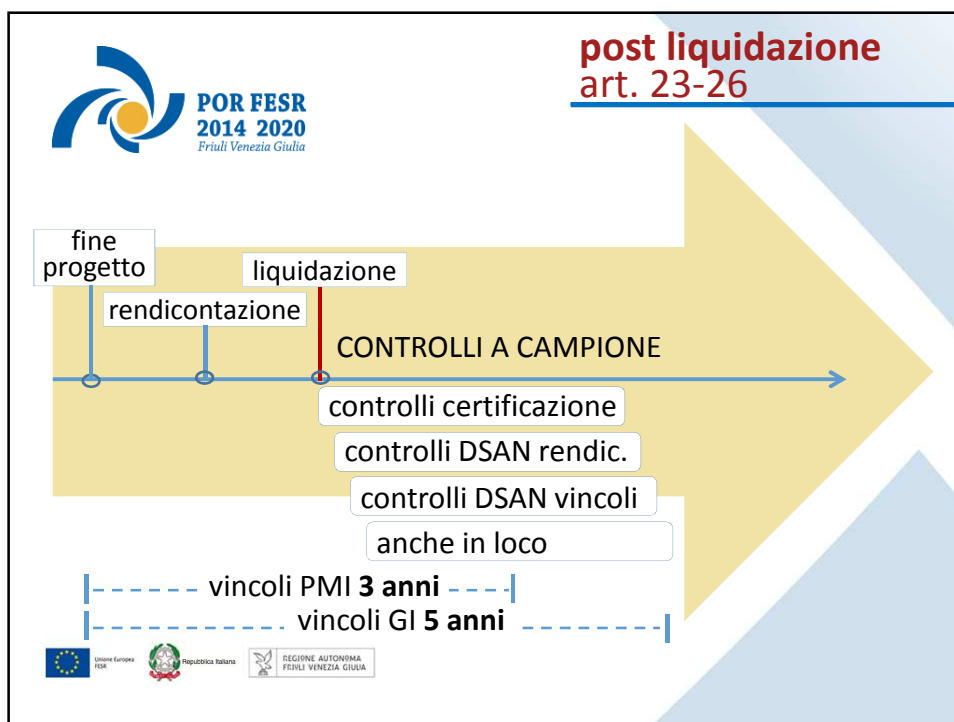 post liquidazione
art. 23-26
POR FESR
2014 2020
Friuli Venezia Giulia
fine
progetto
liquidazione
rendicontazione
CONTROLLI A CAMPIONE
controlli certificazione
controlli DSAN rendic.
controlli DSAN vincoli
anche in loco
vincoli PMI 3 anni
vincoli GI 5 anni
Unione Europea
FESR
Repubblica Italiana
REGIONE AUTONOMA
FRIULI VENEZIA GIULIA